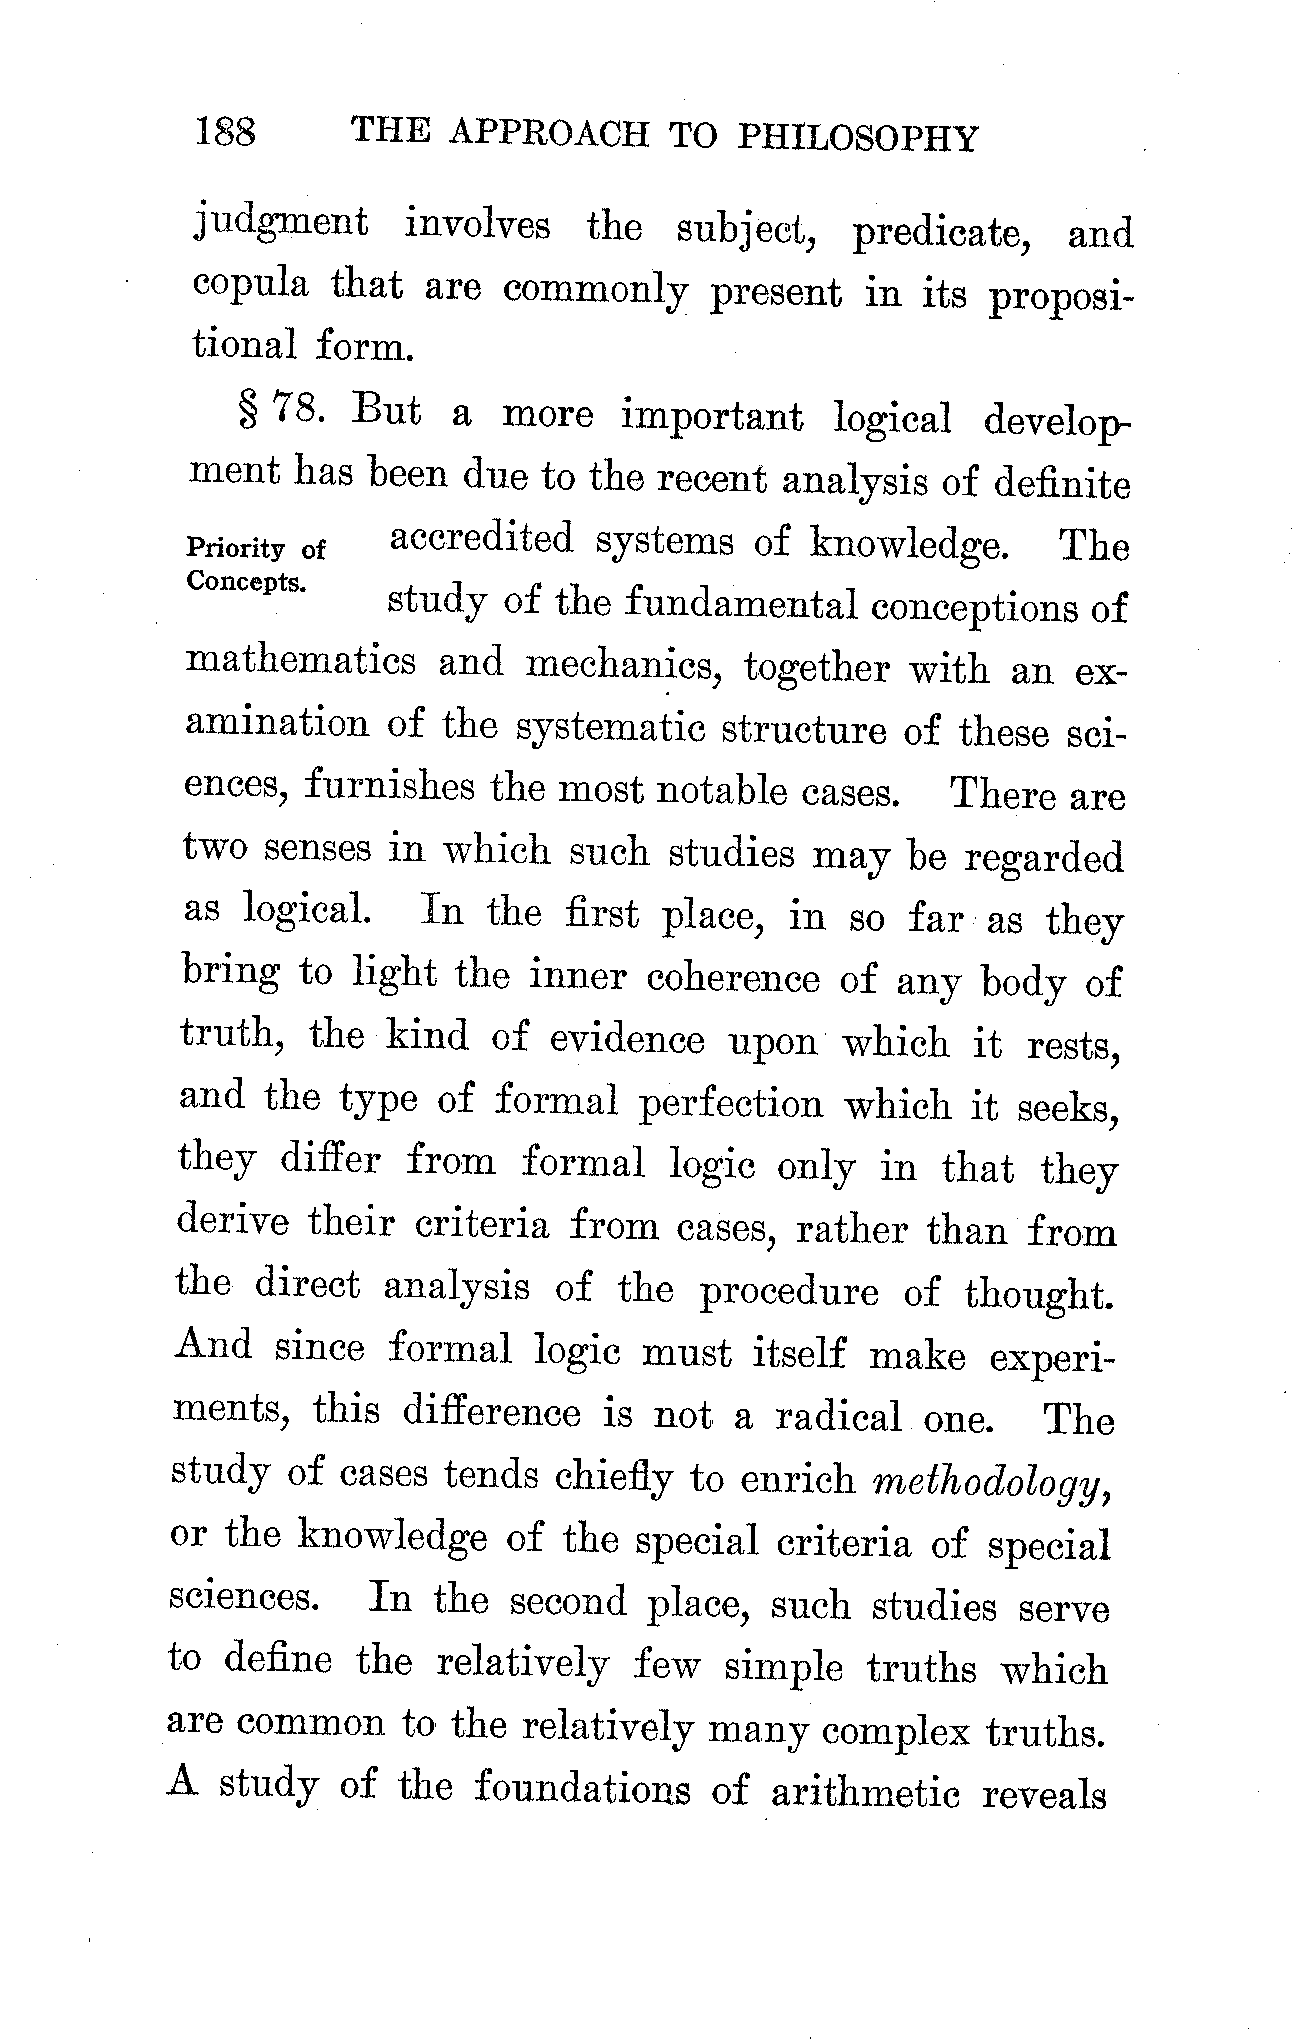 188 THE APPROACH TO PHILOSOPHY
judgment involves the subject, predicate, and
copula that are commonly present in its proposi-
tional form.
§ 78. But a more important logical develop-
ment has been due to the recent analysis of definite
Priority of
Concepts.
accredited systems of knowledge. The
study of the fundamental conceptions of
mathematics and mechanics, together with an ex-
amination of the systematic structure of these sci-
ences, furnishes the most notable cases. There are
two senses in which such studies may be regarded
as logical. In the first place, in so far as they
bring to light the inner coherence of any body of
truth, the kind of evidence upon which it rests,
and the type of formal perfection which it seeks,
they differ from formal logic only in that they
derive their criteria from cases, rather than from
the direct analysis of the procedure of thought.
And since formal logic must itself make experi-
ments, this difference is not a radical one. The
study of cases tends chiefly to enrich methodology,
or the knowledge of the special criteria of special
sciences. In the second place, such studies serve
to define the relatively few simple truths which
are common to the relatively many complex truths.
A study of the foundations of arithmetic reveals